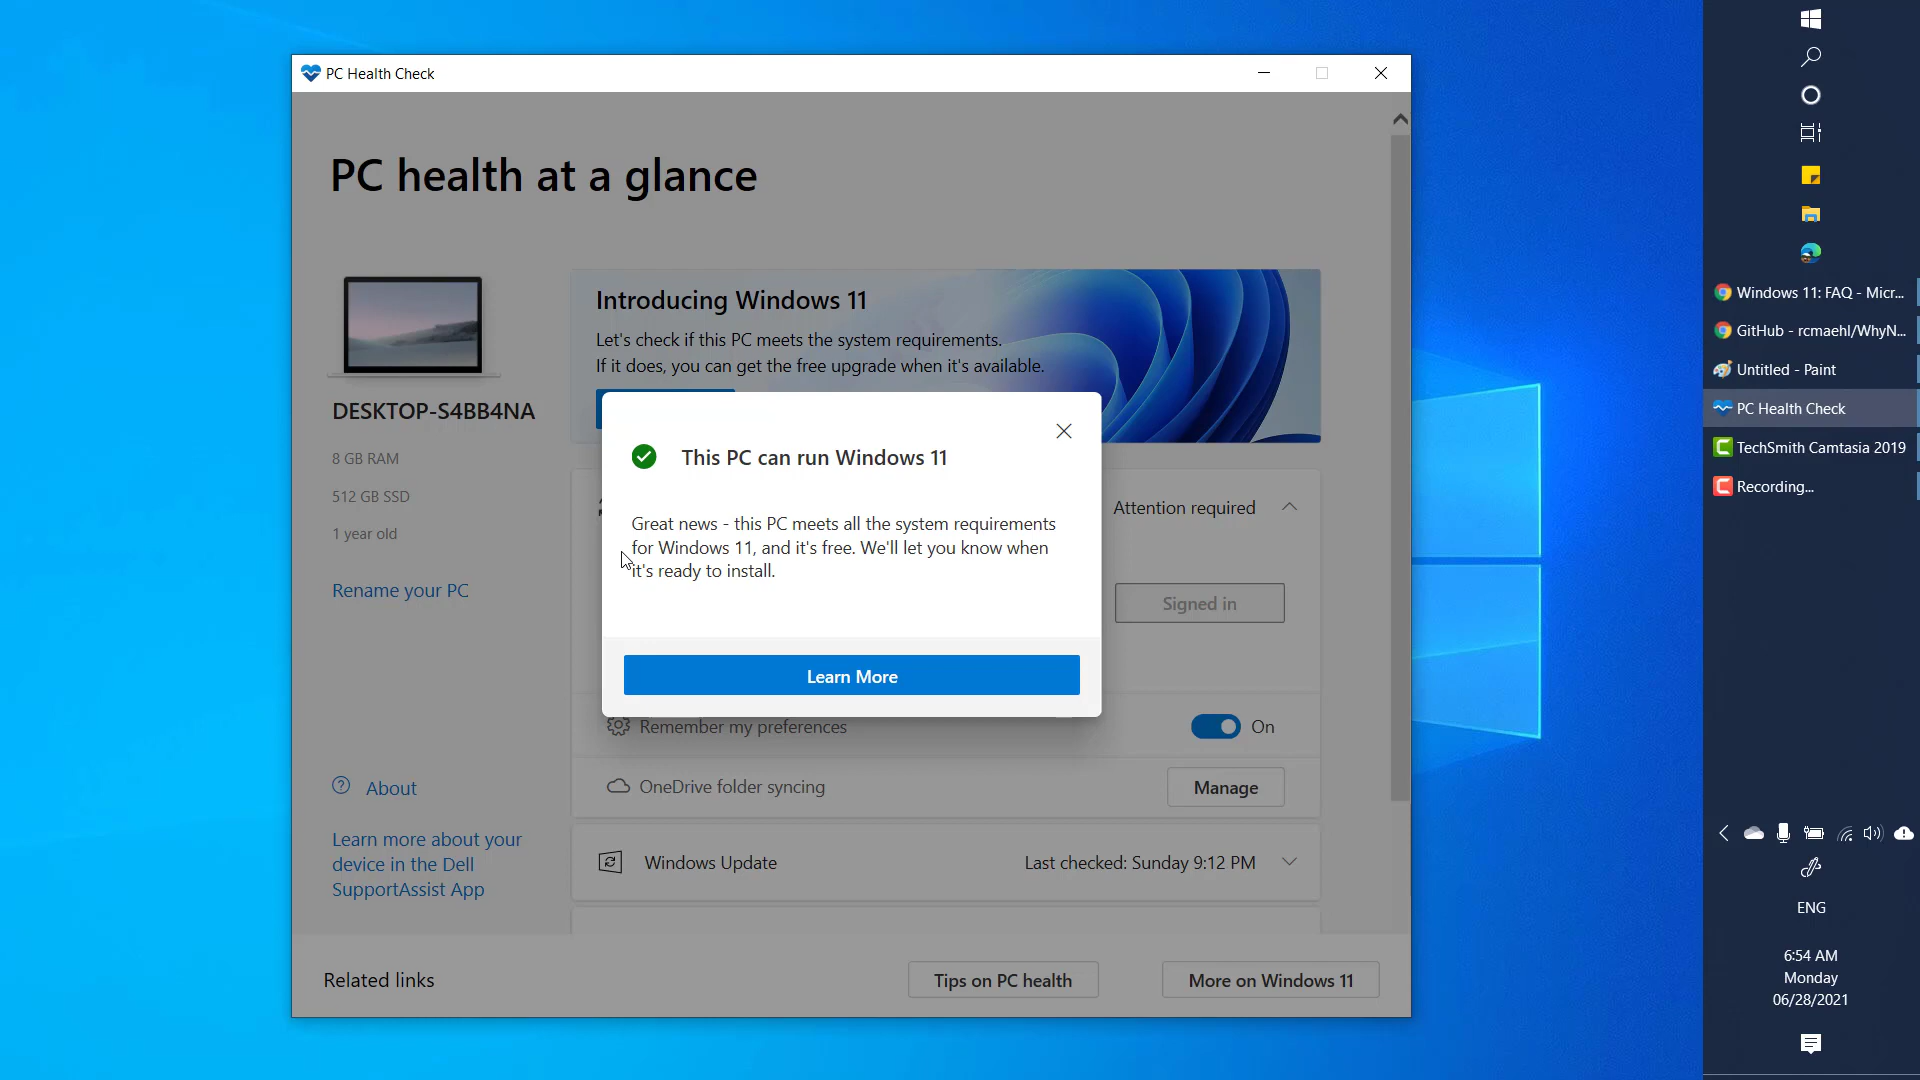 PC Health Check
PC health at a glance
DESKTOP-S4BB4NA
8 GB RAM
512 GB SSD
1 year old
Rename your PC
About
Learn more about your
device in the Dell
SupportAssist App
Introducing Windows 11
Let's check if this PC meets the system requirements.
If it does, you can get the free upgrade when it's available.
This PC can run Windows 11
Great news - this PC meets all the system requirements
for Windows 11, and it's free. We'll let you know when
it's ready to install.
Learn More
Attention required
Signed in
Remember my preferences
On
OneDrive folder syncing
Manage
Windows Update
Last checked: Sunday 9:12 PM
Related links
Tips on PC health
More on Windows 11
Windows 11: FAQ - Micr...
GitHub - rcmaehl/WhyN...
Untitled - Paint
PC Health Check
TechSmith Camtasia 2019
Recording...
ENG
6:54 AM
Monday
06/28/2021